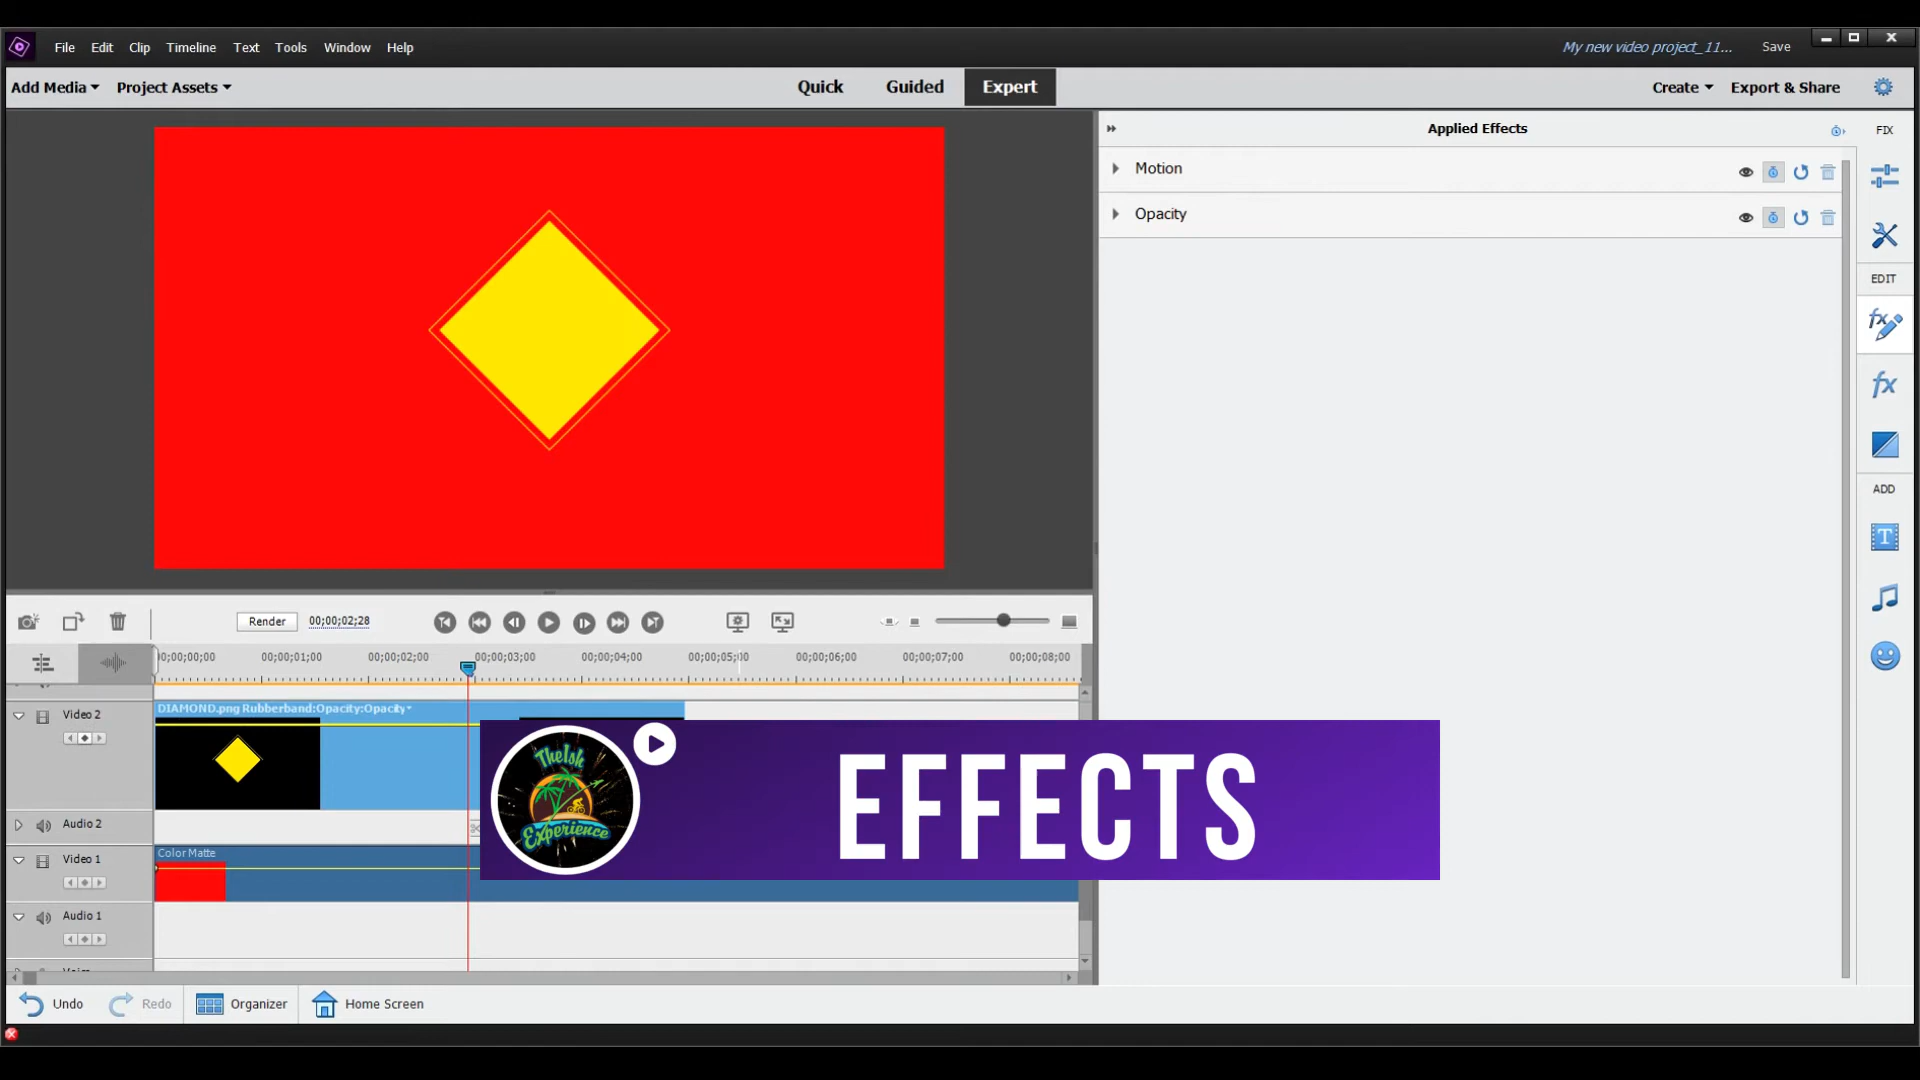 File Edit Clip Timeline Text Tools Window Help
My new video project_11... Save
Add Media Project Assets
Quick Guided Expert
Create Export & Share
Applied Effects
FIX
Motion
Opacity
EDIT
fx
fx
ADD
T
Render 00;00;02;28
00;00;00;00 00;00;01;00 00;00;02;00 00;00;03;00 00;00;04;00 00;00;05;00 00;00;06;00 00;00;07;00 00;00;08;00
Video 2
DIAMOND.png Rubberband:Opacity:Opacity
TheIsh
Experience
EFFECTS
Audio 2
Video 1
Color Matte
Audio 1
Undo Redo Organizer Home Screen